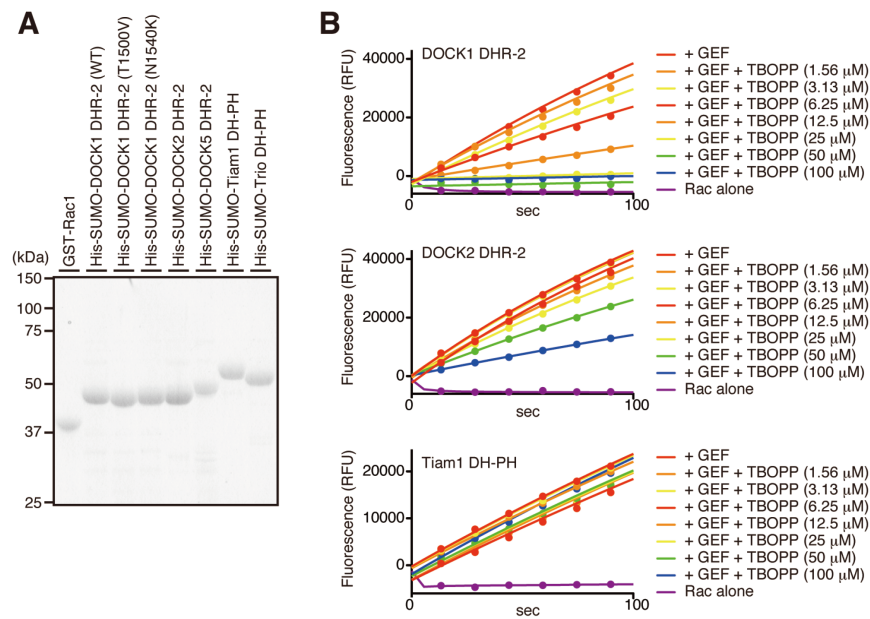 A
GST-Rac1
His-SUMO-DOCK1 DHR-2 (WT)
His-SUMO-DOCK1 DHR-2 (T1500V)
His-SUMO-DOCK1 DHR-2 (N1540K)
His-SUMO-DOCK2 DHR-2
His-SUMO-DOCK5 DHR-2
His-SUMO-Tiam1 DH-PH
His-SUMO-Trio DH-PH
(kDa)
150
100
75
50
37
25
B
DOCK1 DHR-2
Fluorescence (RFU)
40000
20000
0
0
sec
100
+ GEF
+ GEF + TBOPP (1.56 μM)
+ GEF + TBOPP (3.13 μM)
+ GEF + TBOPP (6.25 μM)
+ GEF + TBOPP (12.5 μM)
+ GEF + TBOPP (25 μM)
+ GEF + TBOPP (50 μM)
+ GEF + TBOPP (100 μM)
Rac alone
DOCK2 DHR-2
Fluorescence (RFU)
40000
20000
0
0
sec
100
+ GEF
+ GEF + TBOPP (1.56 μM)
+ GEF + TBOPP (3.13 μM)
+ GEF + TBOPP (6.25 μM)
+ GEF + TBOPP (12.5 μM)
+ GEF + TBOPP (25 μM)
+ GEF + TBOPP (50 μM)
+ GEF + TBOPP (100 μM)
Rac alone
Tiam1 DH-PH
Fluorescence (RFU)
20000
10000
0
0
sec
100
+ GEF
+ GEF + TBOPP (1.56 μM)
+ GEF + TBOPP (3.13 μM)
+ GEF + TBOPP (6.25 μM)
+ GEF + TBOPP (12.5 μM)
+ GEF + TBOPP (25 μM)
+ GEF + TBOPP (50 μM)
+ GEF + TBOPP (100 μM)
Rac alone